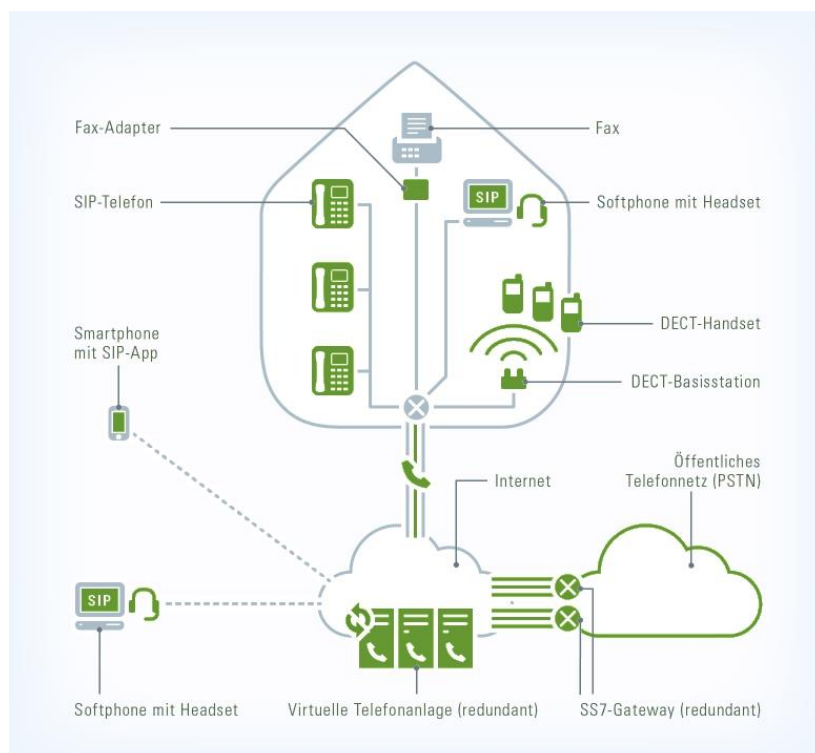 Fax-Adapter
Fax
SIP-Telefon
SIP
Softphone mit Headset
Smartphone
mit SIP-App
DECT-Handset
DECT-Basisstation
Öffentliches
Telefonnetz (PSTN)
Internet
SIP
Softphone mit Headset
Virtuelle Telefonanlage (redundant)
SS7-Gateway (redundant)